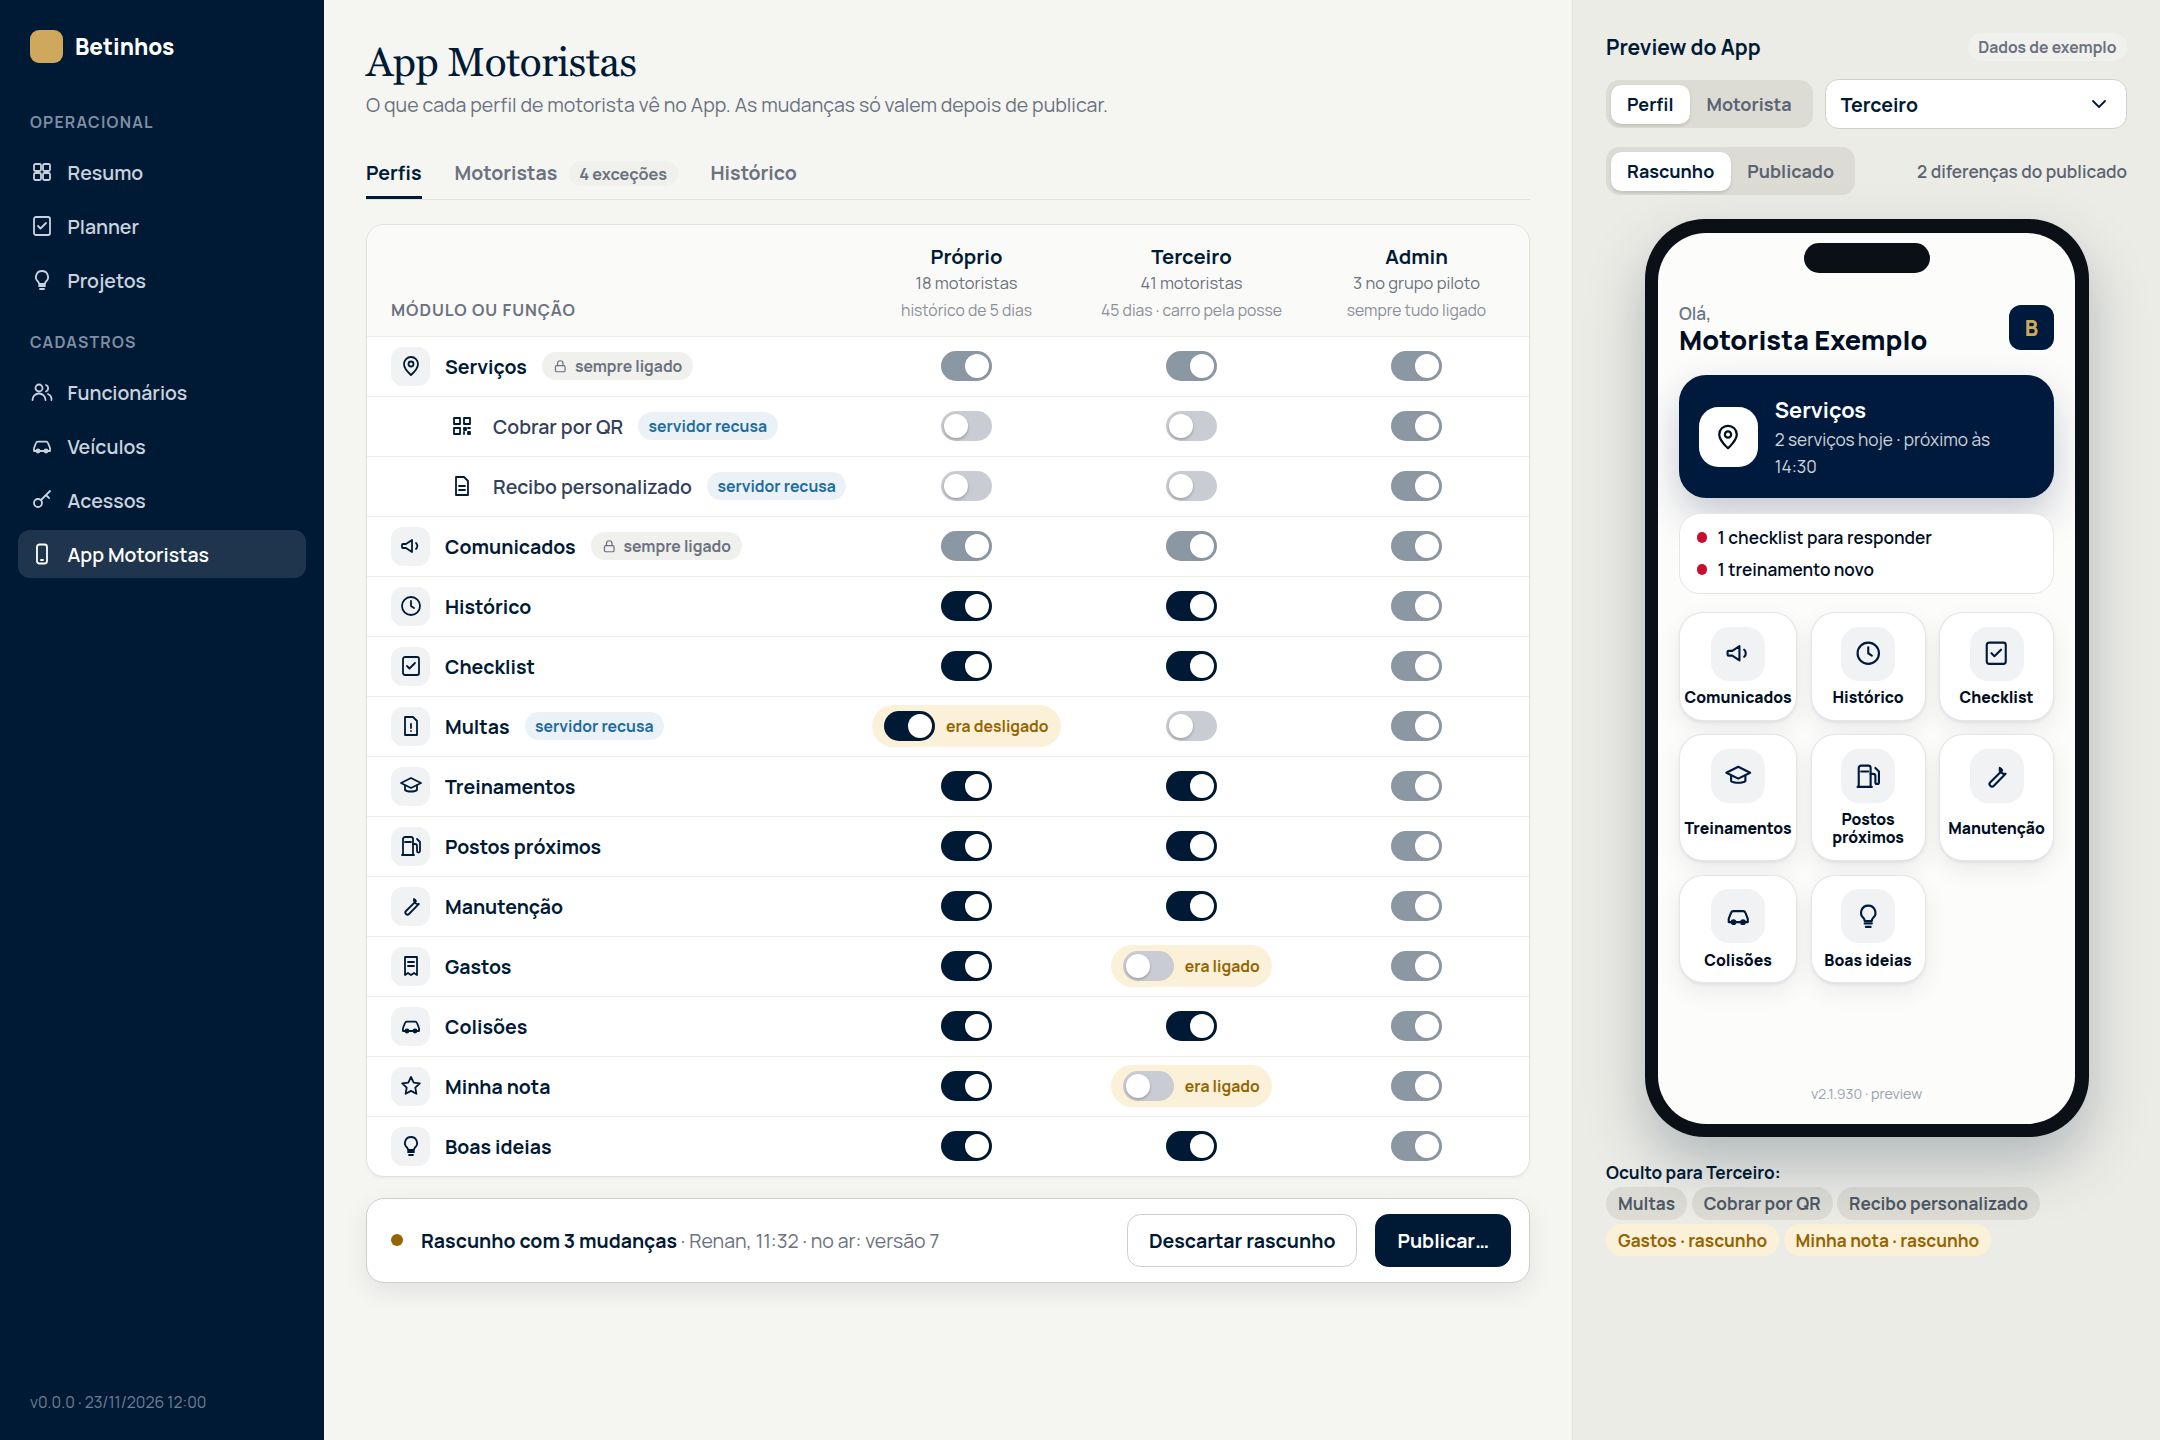 Betinhos
OPERACIONAL
Resumo
Planner
Projetos
CADASTROS
Funcionários
Veículos
Acessos
App Motoristas
v0.0.0 · 23/11/2026 12:00
App Motoristas
O que cada perfil de motorista vê no App. As mudanças só valem depois de publicar.
Perfis Motoristas 4 exceções Histórico
Próprio Terceiro Admin
18 motoristas 41 motoristas 3 no grupo piloto
MÓDULO OU FUNÇÃO histórico de 5 dias 45 dias · carro pela posse sempre tudo ligado
Serviços sempre ligado
Cobrar por QR servidor recusa
Recibo personalizado servidor recusa
Comunicados sempre ligado
Histórico
Checklist
Multas servidor recusa era desligado
Treinamentos
Postos próximos
Manutenção
Gastos era ligado
Colisões
Minha nota era ligado
Boas ideias
Rascunho com 3 mudanças · Renan, 11:32 · no ar: versão 7 Descartar rascunho Publicar...
Preview do App Dados de exemplo
Perfil Motorista Terceiro
Rascunho Publicado 2 diferenças do publicado
Olá,
Motorista Exemplo
B
Serviços
2 serviços hoje · próximo às
14:30
1 checklist para responder
1 treinamento novo
Comunicados Histórico Checklist
Treinamentos Postos próximos Manutenção
Colisões Boas ideias
v2.1.930 · preview
Oculto para Terceiro:
Multas Cobrar por QR Recibo personalizado
Gastos · rascunho Minha nota · rascunho